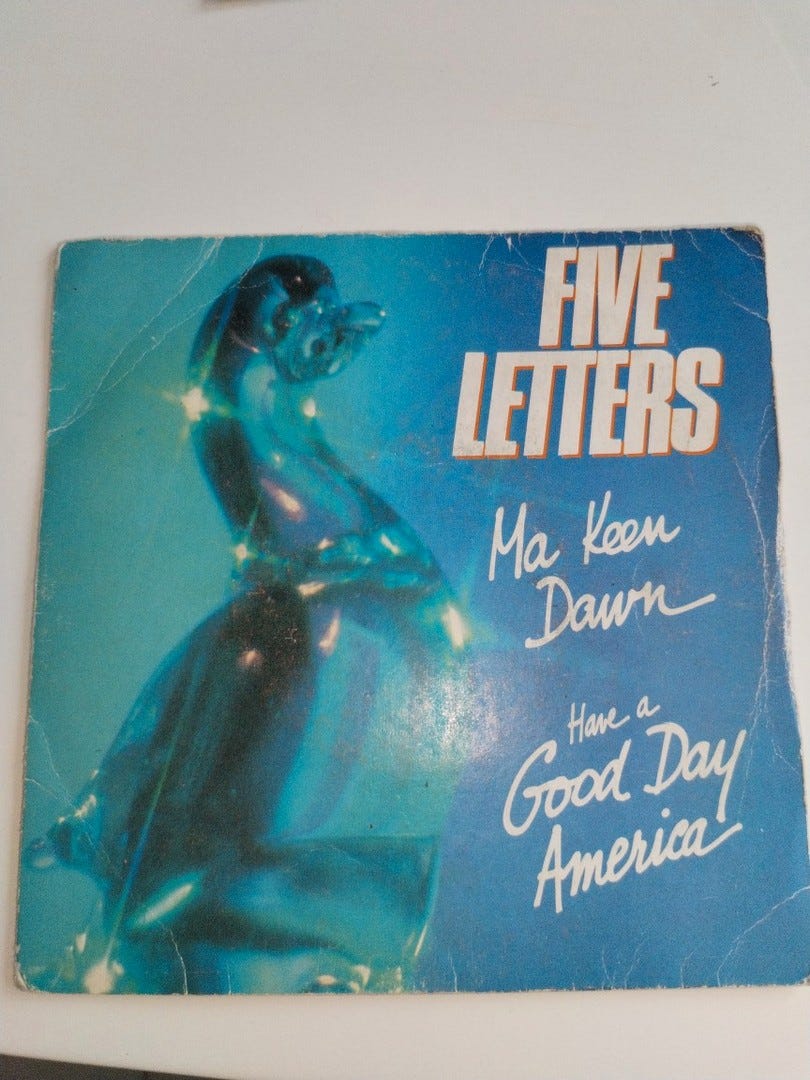 FIVE
LETTERS
Ma Keen
Dawn
Have a
Good Day
America